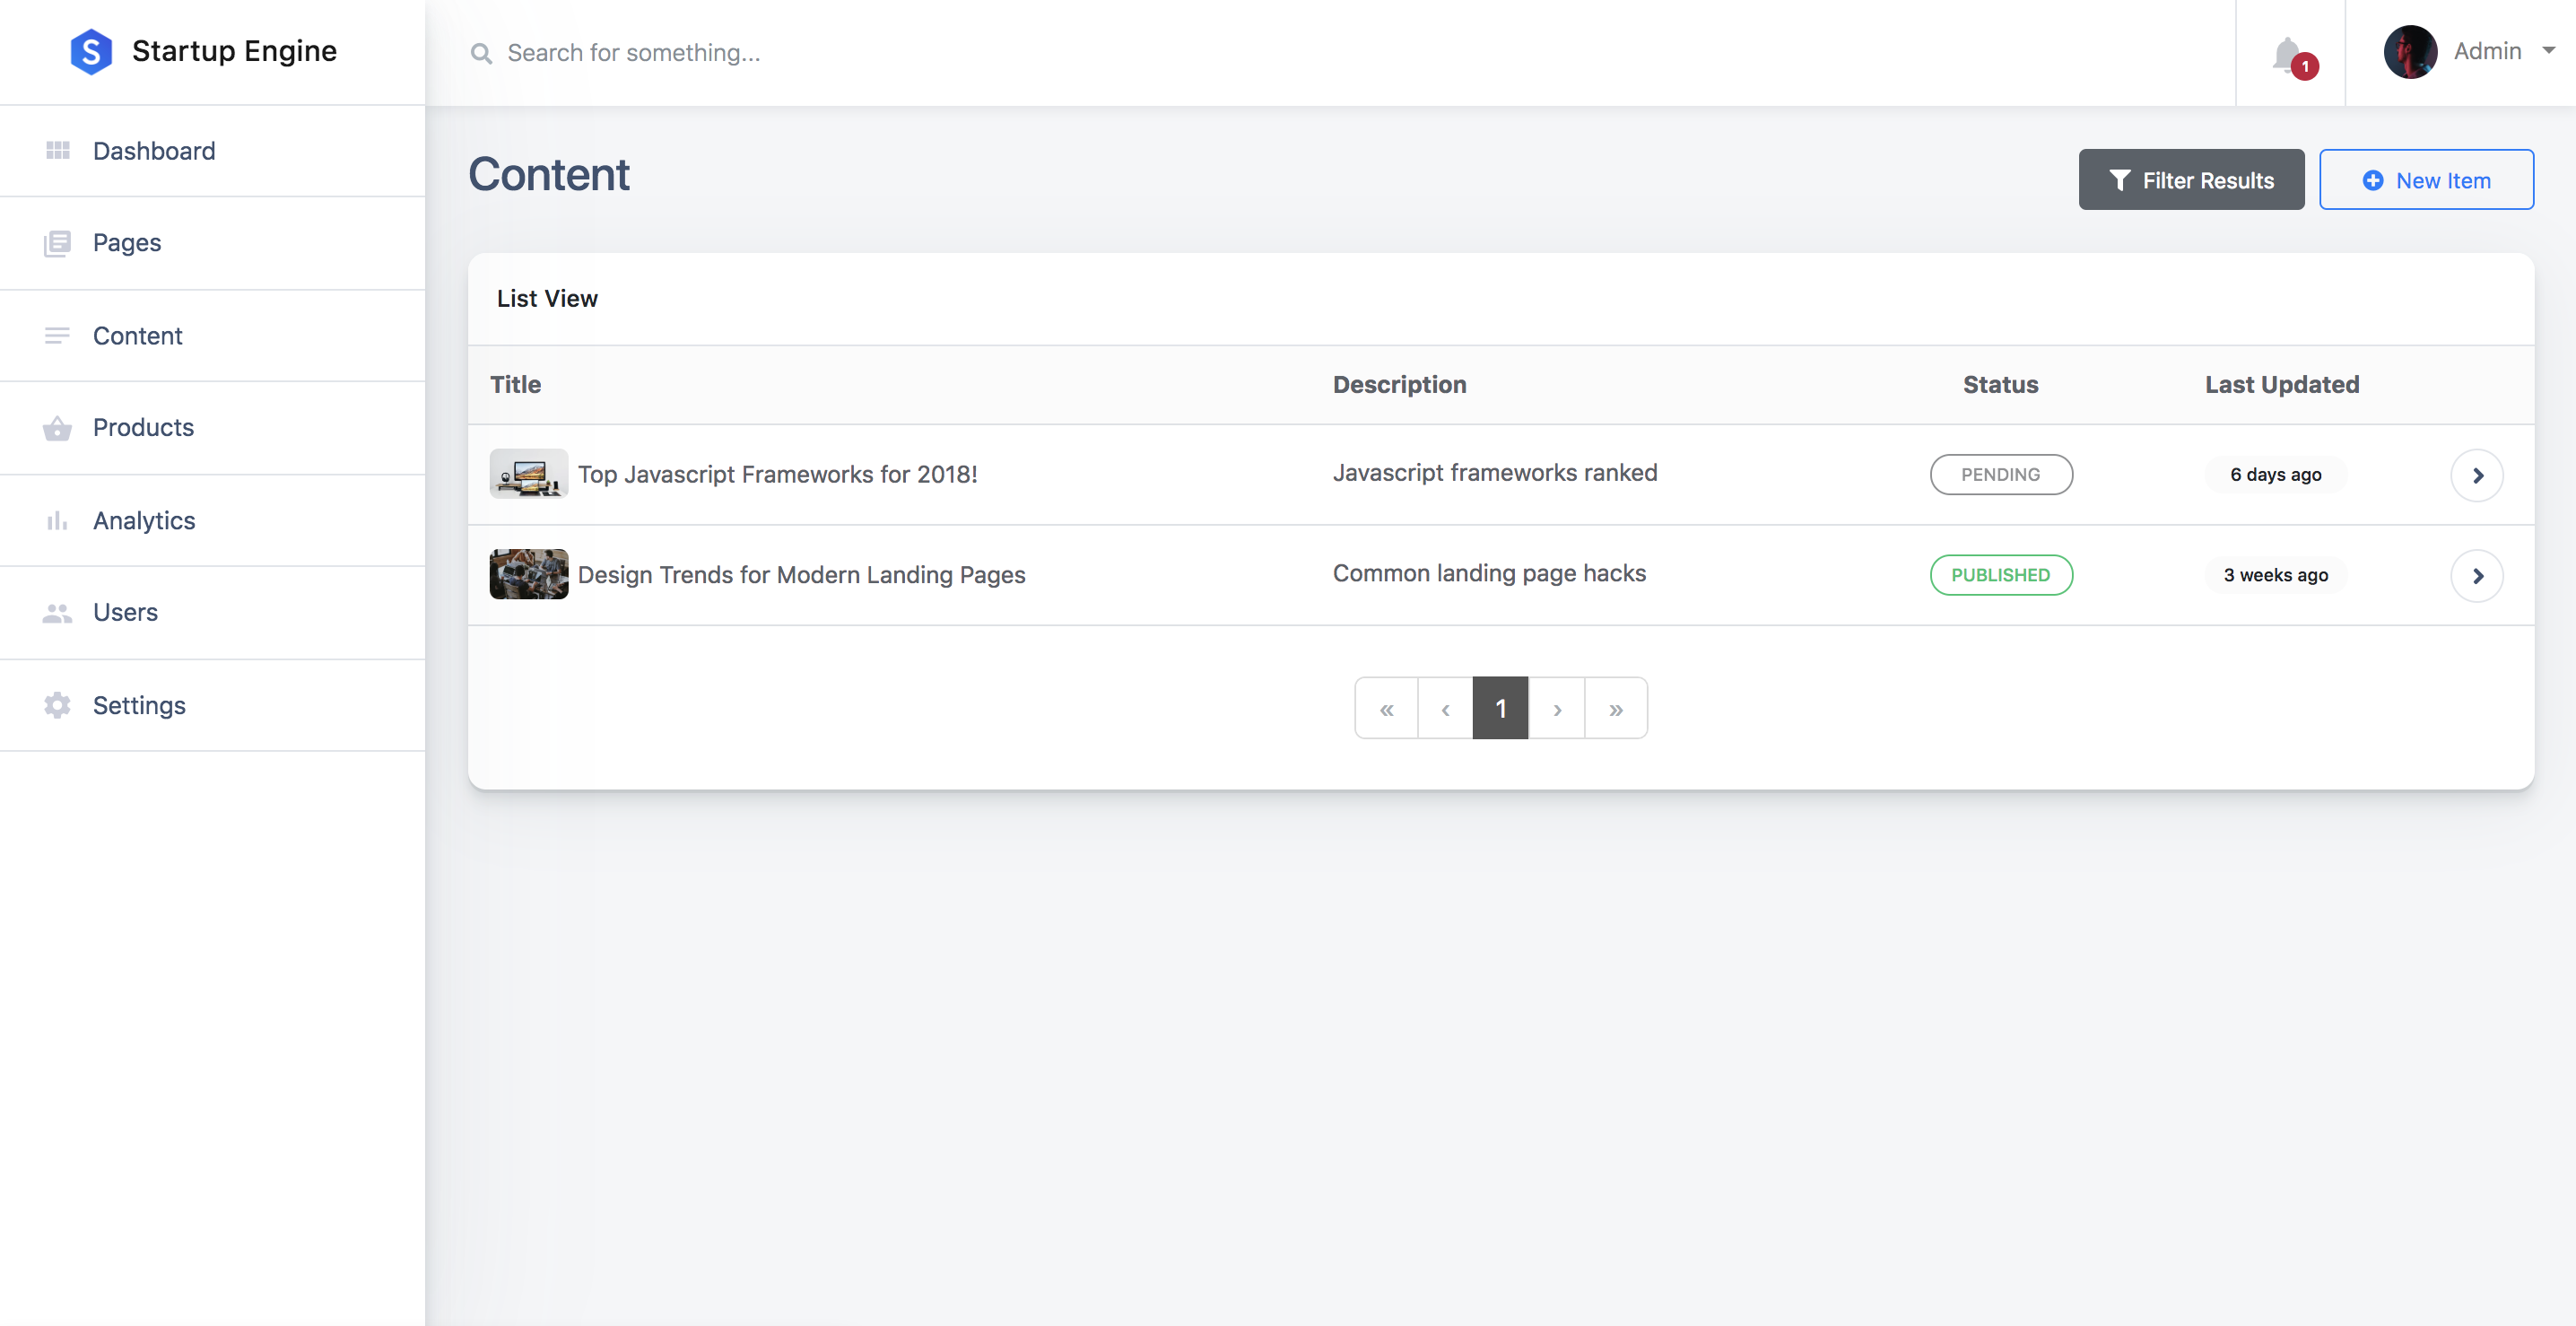 S Startup Engine
Search for something...
1
Admin
Dashboard
Pages
Content
Products
Analytics
Users
Settings
Content
Filter Results
New Item
List View
Title Description Status Last Updated
Top Javascript Frameworks for 2018! Javascript frameworks ranked PENDING 6 days ago
Design Trends for Modern Landing Pages Common landing page hacks PUBLISHED 3 weeks ago
« ‹ 1 › »